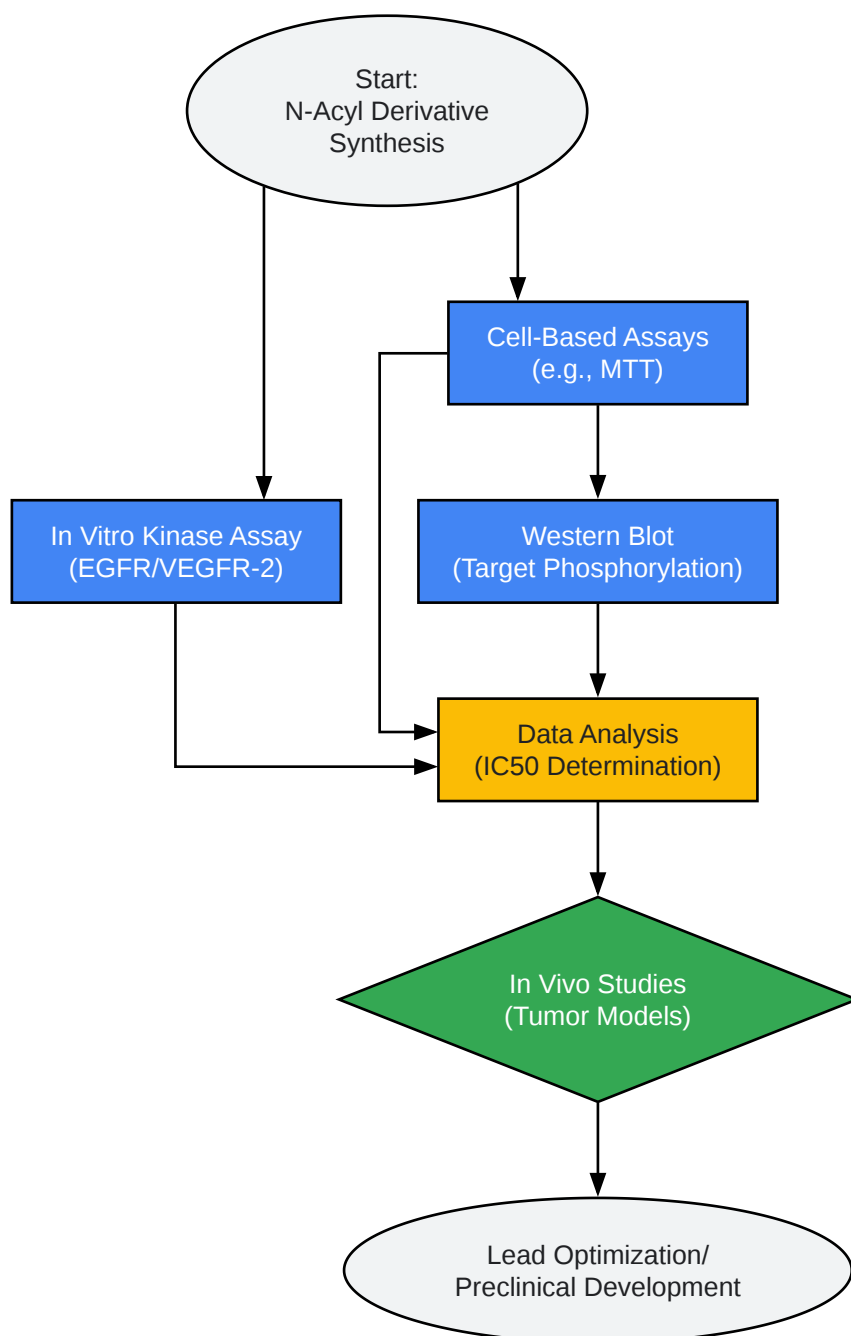 Start:
N-Acyl Derivative
Synthesis
Cell-Based Assays
(e.g., MTT)
In Vitro Kinase Assay
(EGFR/VEGFR-2)
Western Blot
(Target Phosphorylation)
Data Analysis
(IC50 Determination)
In Vivo Studies
(Tumor Models)
Lead Optimization/
Preclinical Development